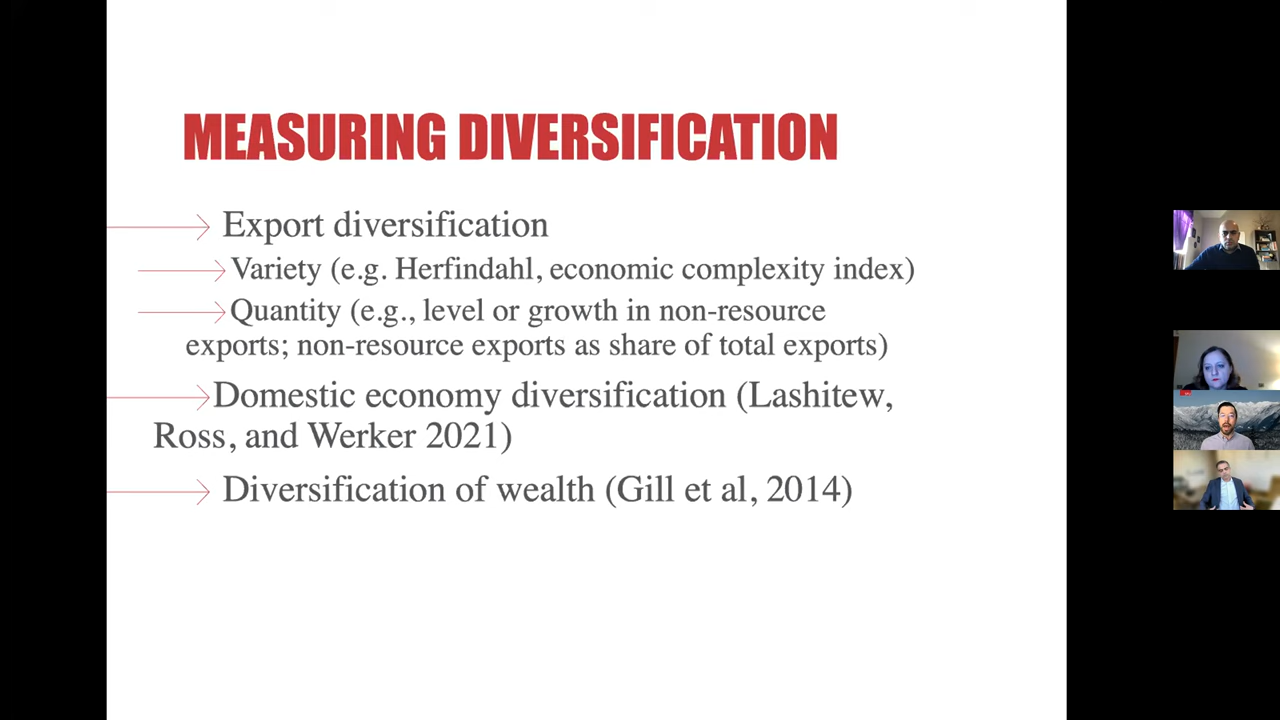 MEASURING DIVERSIFICATION
Export diversification
Variety (e.g. Herfindahl, economic complexity index)
Quantity (e.g., level or growth in non-resource
exports; non-resource exports as share of total exports)
Domestic economy diversification (Lashitew,
Ross, and Werker 2021)
Diversification of wealth (Gill et al, 2014)